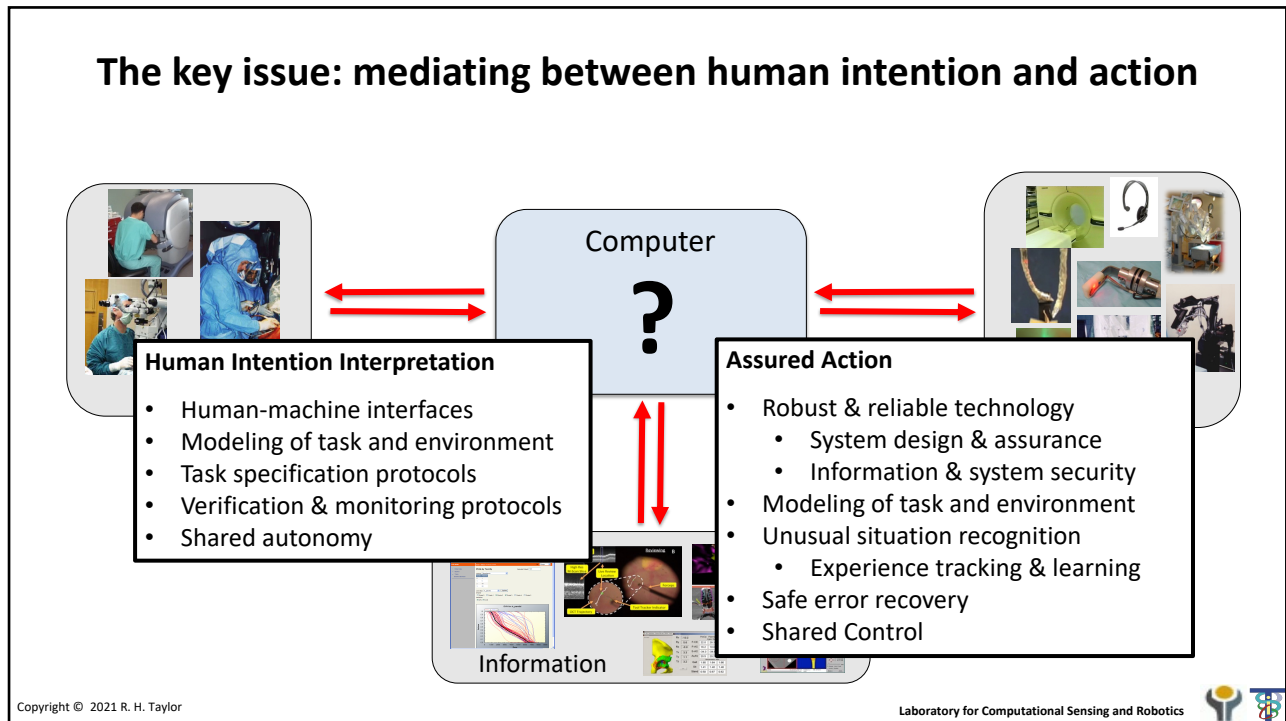 The key issue: mediating between human intention and action
Computer
?
Human Intention Interpretation
• Human-machine interfaces
• Modeling of task and environment
• Task specification protocols
• Verification & monitoring protocols
• Shared autonomy
Assured Action
• Robust & reliable technology
• System design & assurance
• Information & system security
• Modeling of task and environment
• Unusual situation recognition
• Experience tracking & learning
• Safe error recovery
• Shared Control
Information
Copyright © 2021 R. H. Taylor
Laboratory for Computational Sensing and Robotics